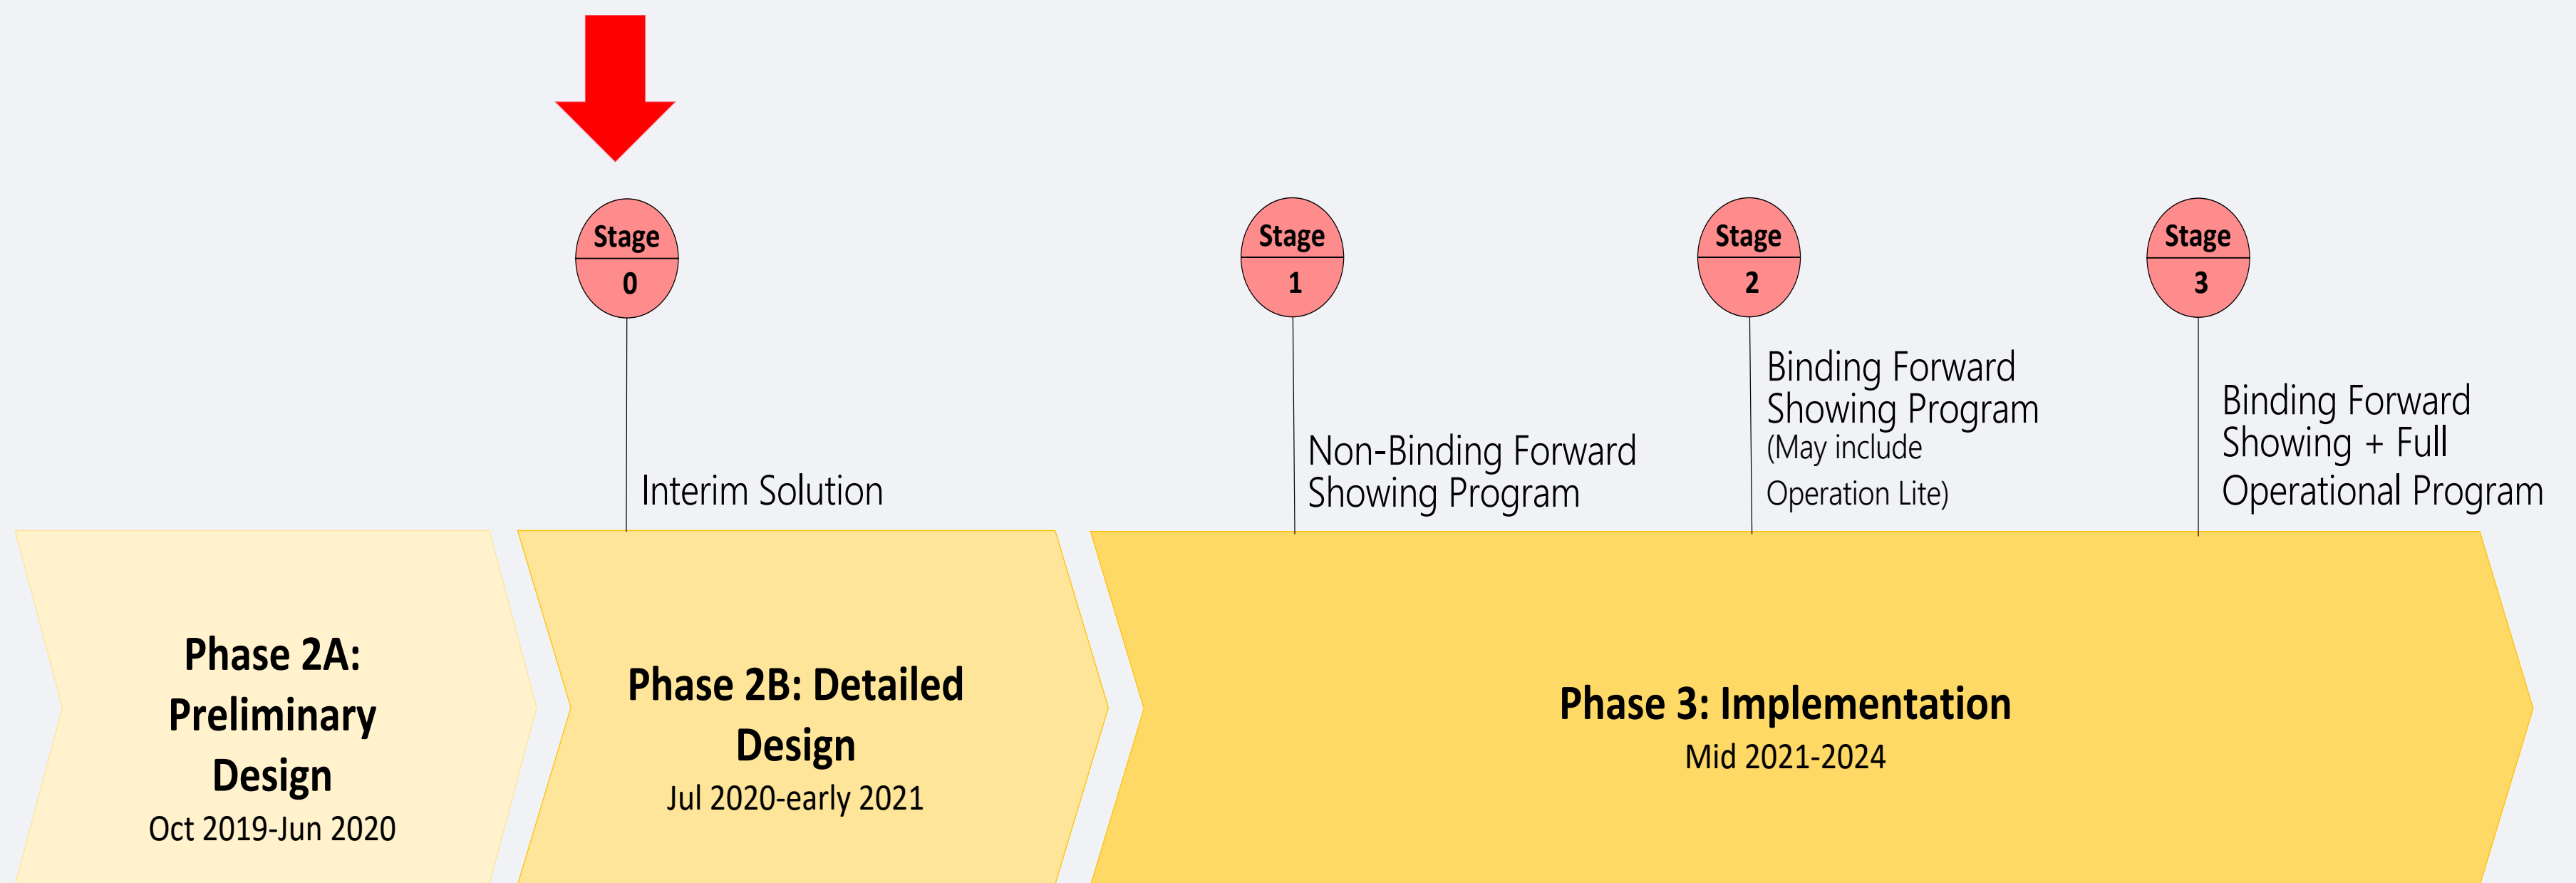 Stage
0
Stage
1
Stage
2
Stage
3
Interim Solution
Non-Binding Forward
Showing Program
Binding Forward
Showing Program
(May include
Operation Lite)
Binding Forward
Showing + Full
Operational Program
Phase 2A:
Preliminary
Design
Oct 2019-Jun 2020
Phase 2B: Detailed
Design
Jul 2020-early 2021
Phase 3: Implementation
Mid 2021-2024